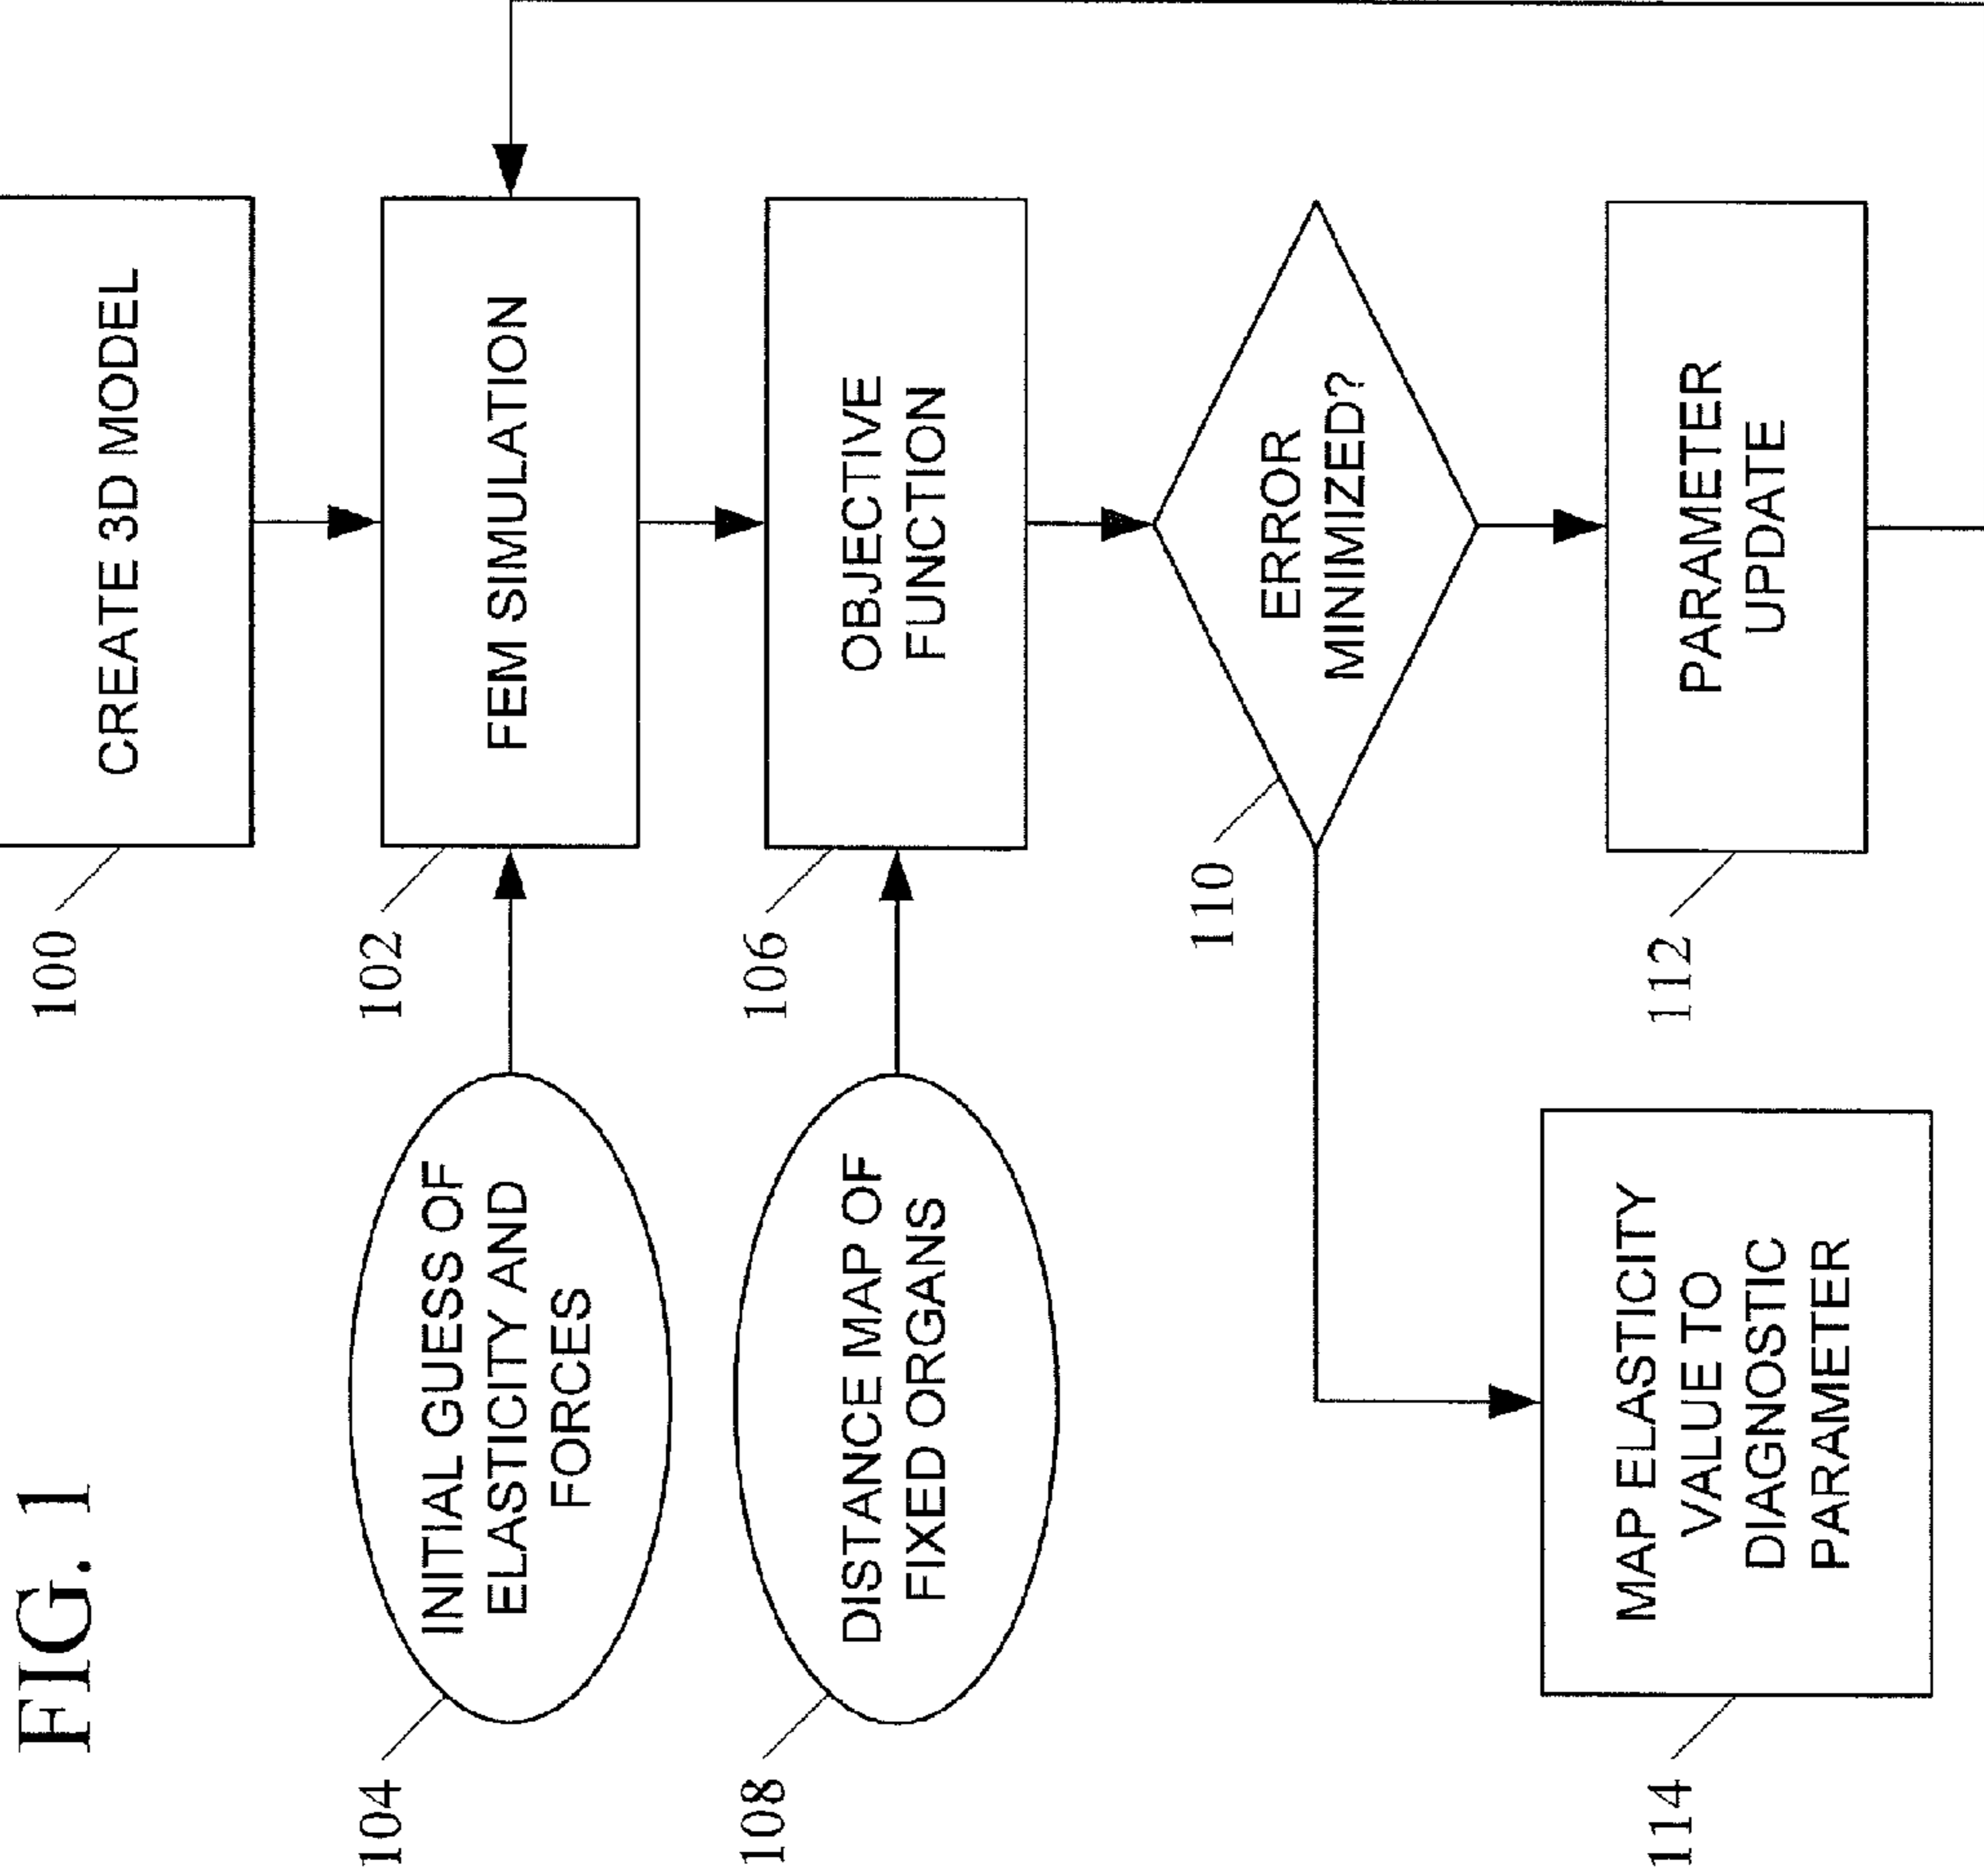 FIG. 1
CREATE 3D MODEL
100
FEM SIMULATION
102
INITIAL GUESS OF
ELASTICITY AND
FORCES
104
OBJECTIVE
FUNCTION
106
DISTANCE MAP OF
FIXED ORGANS
108
ERROR
MINIMIZED?
110
PARAMETER
UPDATE
112
MAP ELASTICITY
VALUE TO
DIAGNOSTIC
PARAMETER
114